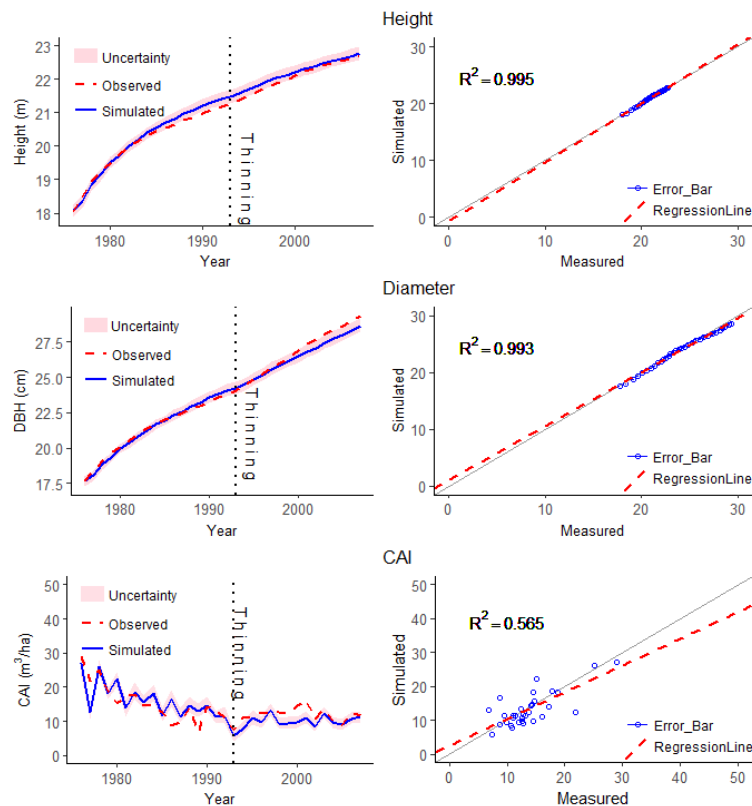 Height
23
22
21
20
19
18
Height (m)
Uncertainty
Observed
Simulated
Thinning
1980
1990
2000
Year
R² = 0.995
30
20
10
0
Simulated
Error_Bar
RegressionLine
0
10
20
30
Measured
Diameter
27.5
25.0
22.5
20.0
17.5
DBH (cm)
Uncertainty
Observed
Simulated
Thinning
1980
1990
2000
Year
R² = 0.993
30
20
10
0
Simulated
Error_Bar
RegressionLine
0
10
20
30
Measured
CAI
50
40
30
20
10
0
CAI (m³/ha)
Uncertainty
Observed
Simulated
Thinning
1980
1990
2000
Year
R² = 0.565
50
40
30
20
10
0
Simulated
Error_Bar
RegressionLine
0
10
20
30
40
50
Measured